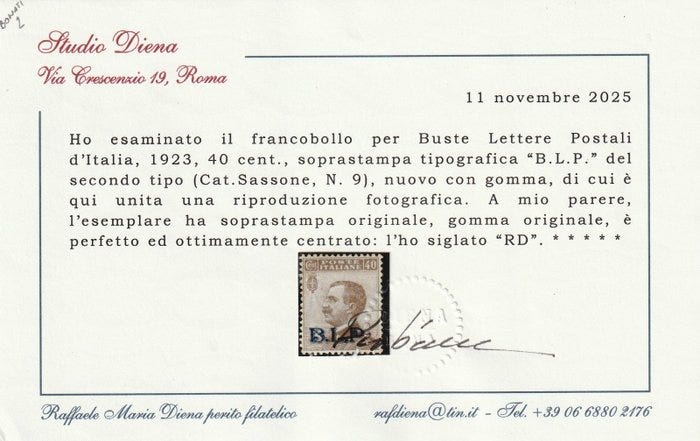 BONATI
2
Studio Diena
Via Crescenzio 19, Roma
11 novembre 2025
Ho esaminato il francobollo per Buste Lettere Postali
d'Italia, 1923, 40 cent., soprastampa tipografica "B.L.P." del
secondo tipo (Cat.Sassone, N. 9), nuovo con gomma, di cui è
qui unita una riproduzione fotografica. A mio parere,
l'esemplare ha soprastampa originale, gomma originale, è
perfetto ed ottimamente centrato: l'ho siglato "RD". * * * * *
POSTE
ITALIANE
40
B.L.P.
Raffaele Maria Diena perito filatelico
rafdiena@tin.it - Tel. +39 06 6880 2176